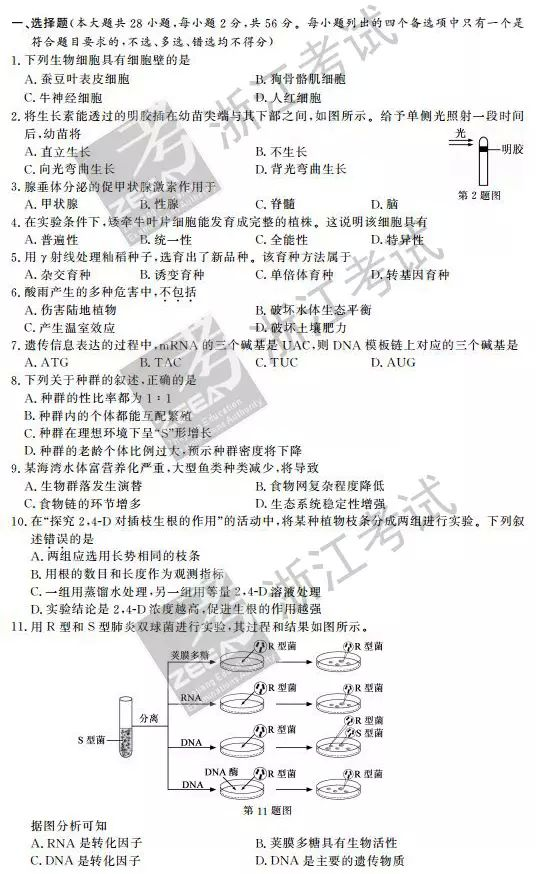 一、选择题(本大题共28小题,每小题2分,共56分。每小题列出的四个备选项中只有一个是
符合题目要求的,不选、多选、错选均不得分)
1. 下列生物细胞具有细胞壁的是
A. 蚕豆叶表皮细胞 B. 狗骨骼肌细胞
C. 牛神经细胞 D. 人红细胞
2. 将生长素能透过的明胶插在幼苗尖端与其下部之间,如图所示。给予单侧光照射一段时间
后,幼苗将
A. 直立生长 B. 不生长
C. 向光弯曲生长 D. 背光弯曲生长
光
明胶
第2题图
3. 腺垂体分泌的促甲状腺激素作用于
A. 甲状腺 B. 性腺 C. 脊髓 D. 脑
4. 在实验条件下,矮牵牛叶片细胞能发育成完整的植株。这说明该细胞具有
A. 普遍性 B. 统一性 C. 全能性 D. 特异性
5. 用γ射线处理籼稻种子,选育出了新品种。该育种方法属于
A. 杂交育种 B. 诱变育种 C. 单倍体育种 D. 转基因育种
6. 酸雨产生的多种危害中,不包括
A. 伤害陆地植物 B. 破坏水体生态平衡
C. 产生温室效应 D. 破坏土壤肥力
7. 遗传信息表达的过程中,mRNA的三个碱基是UAC,则DNA模板链上对应的三个碱基是
A. ATG B. TAC C. TUC D. AUG
8. 下列关于种群的叙述,正确的是
A. 种群的性比率都为1∶1
B. 种群内的个体都能互配繁殖
C. 种群在理想环境下呈“S”形增长
D. 种群的老龄个体比例过大,预示种群密度将下降
9. 某海湾水体富营养化严重,大型鱼类种类减少,将导致
A. 生物群落发生演替 B. 食物网复杂程度降低
C. 食物链的环节增多 D. 生态系统稳定性增强
10. 在“探究2,4-D对插枝生根的作用”的活动中,将某种植物枝条分成两组进行实验。下列叙
述错误的是
A. 两组应选用长势相同的枝条
B. 用根的数目和长度作为观测指标
C. 一组用蒸馏水处理,另一组用等量2,4-D溶液处理
D. 实验结论是2,4-D浓度越高,促进生根的作用越强
11. 用R型和S型肺炎双球菌进行实验,其过程和结果如图所示。
荚膜多糖 R型菌 R型菌
RNA R型菌 R型菌
S型菌 分离
DNA R型菌 R型菌
S型菌
DNA酶
DNA R型菌 R型菌
第11题图
据图分析可知
A. RNA是转化因子 B. 荚膜多糖具有生物活性
C. DNA是转化因子 D. DNA是主要的遗传物质
浙江考试
浙江考试
浙江考试